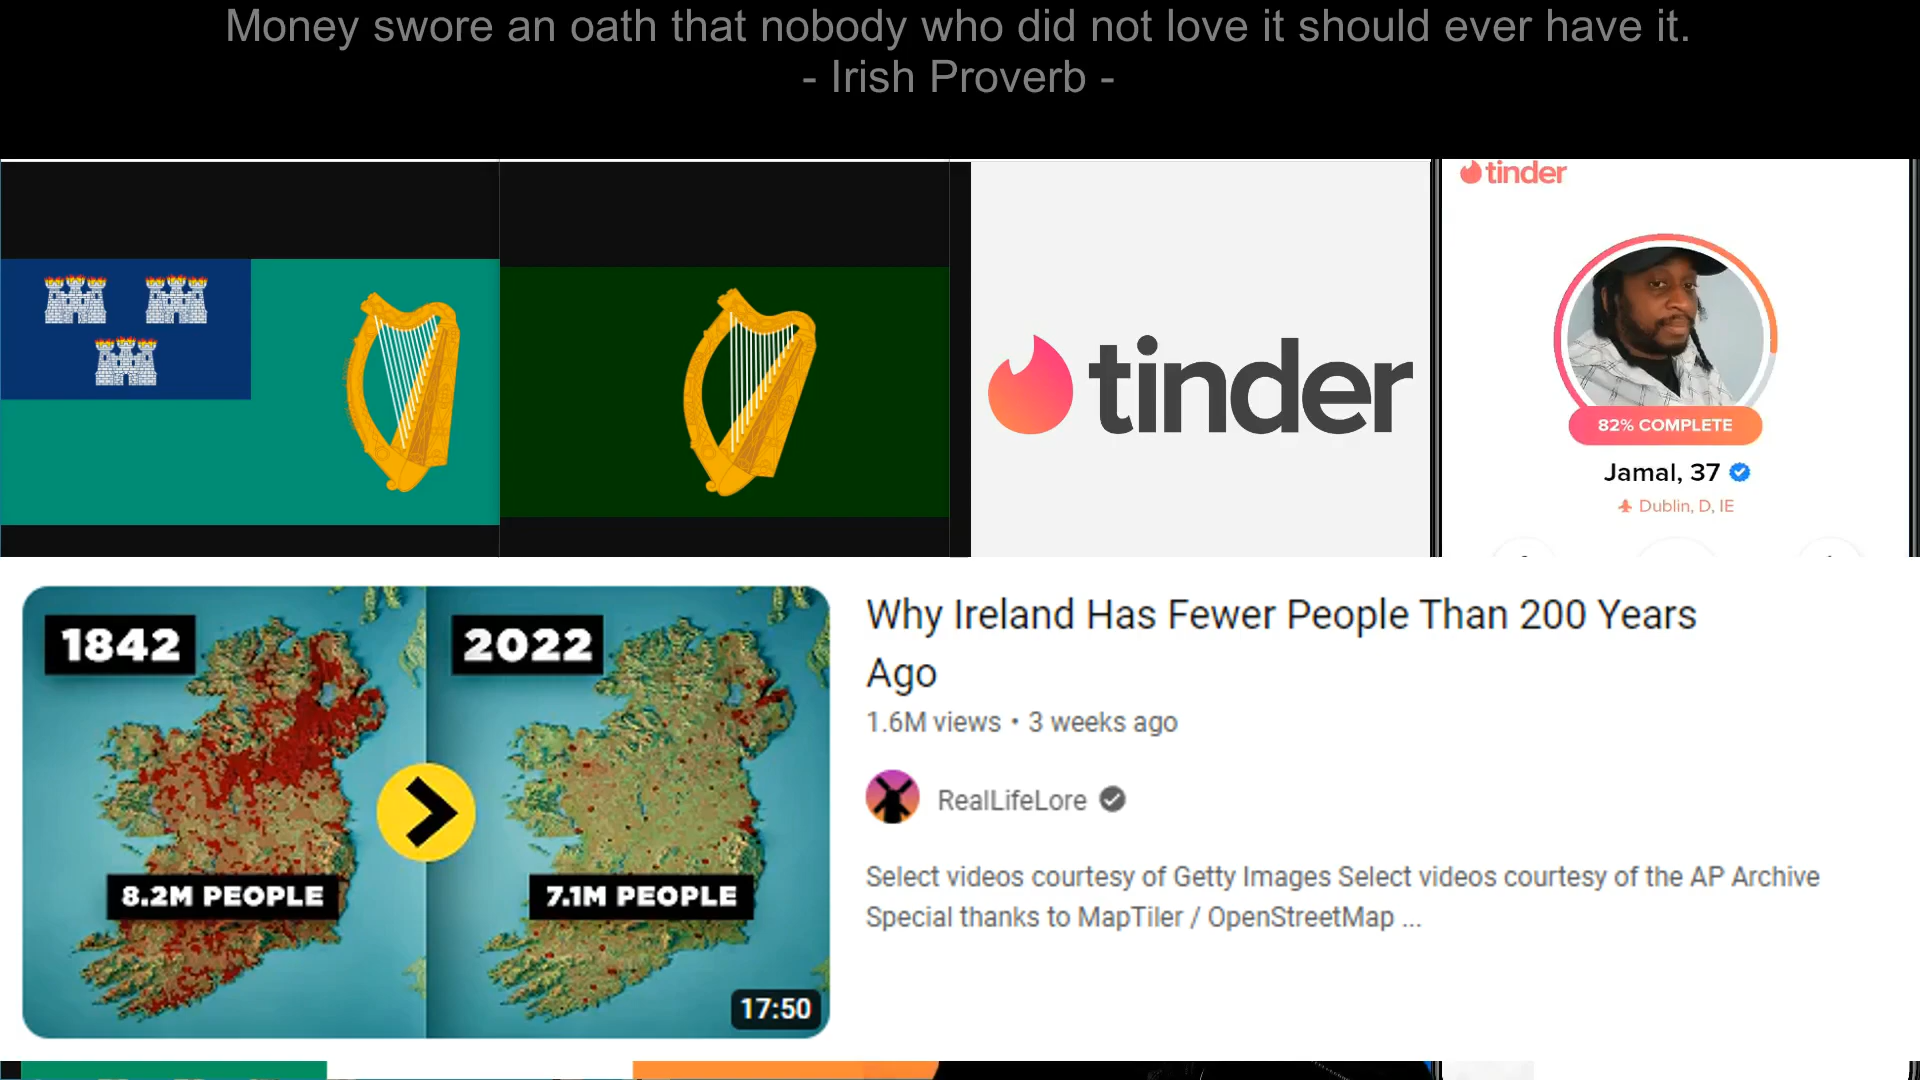 Money swore an oath that nobody who did not love it should ever have it.
- Irish Proverb -
tinder
tinder
82% COMPLETE
Jamal, 37
Dublin, D, IE
1842
2022
8.2M PEOPLE
7.1M PEOPLE
17:50
Why Ireland Has Fewer People Than 200 Years
Ago
1.6M views • 3 weeks ago
RealLifeLore
Select videos courtesy of Getty Images Select videos courtesy of the AP Archive
Special thanks to MapTiler / OpenStreetMap ...